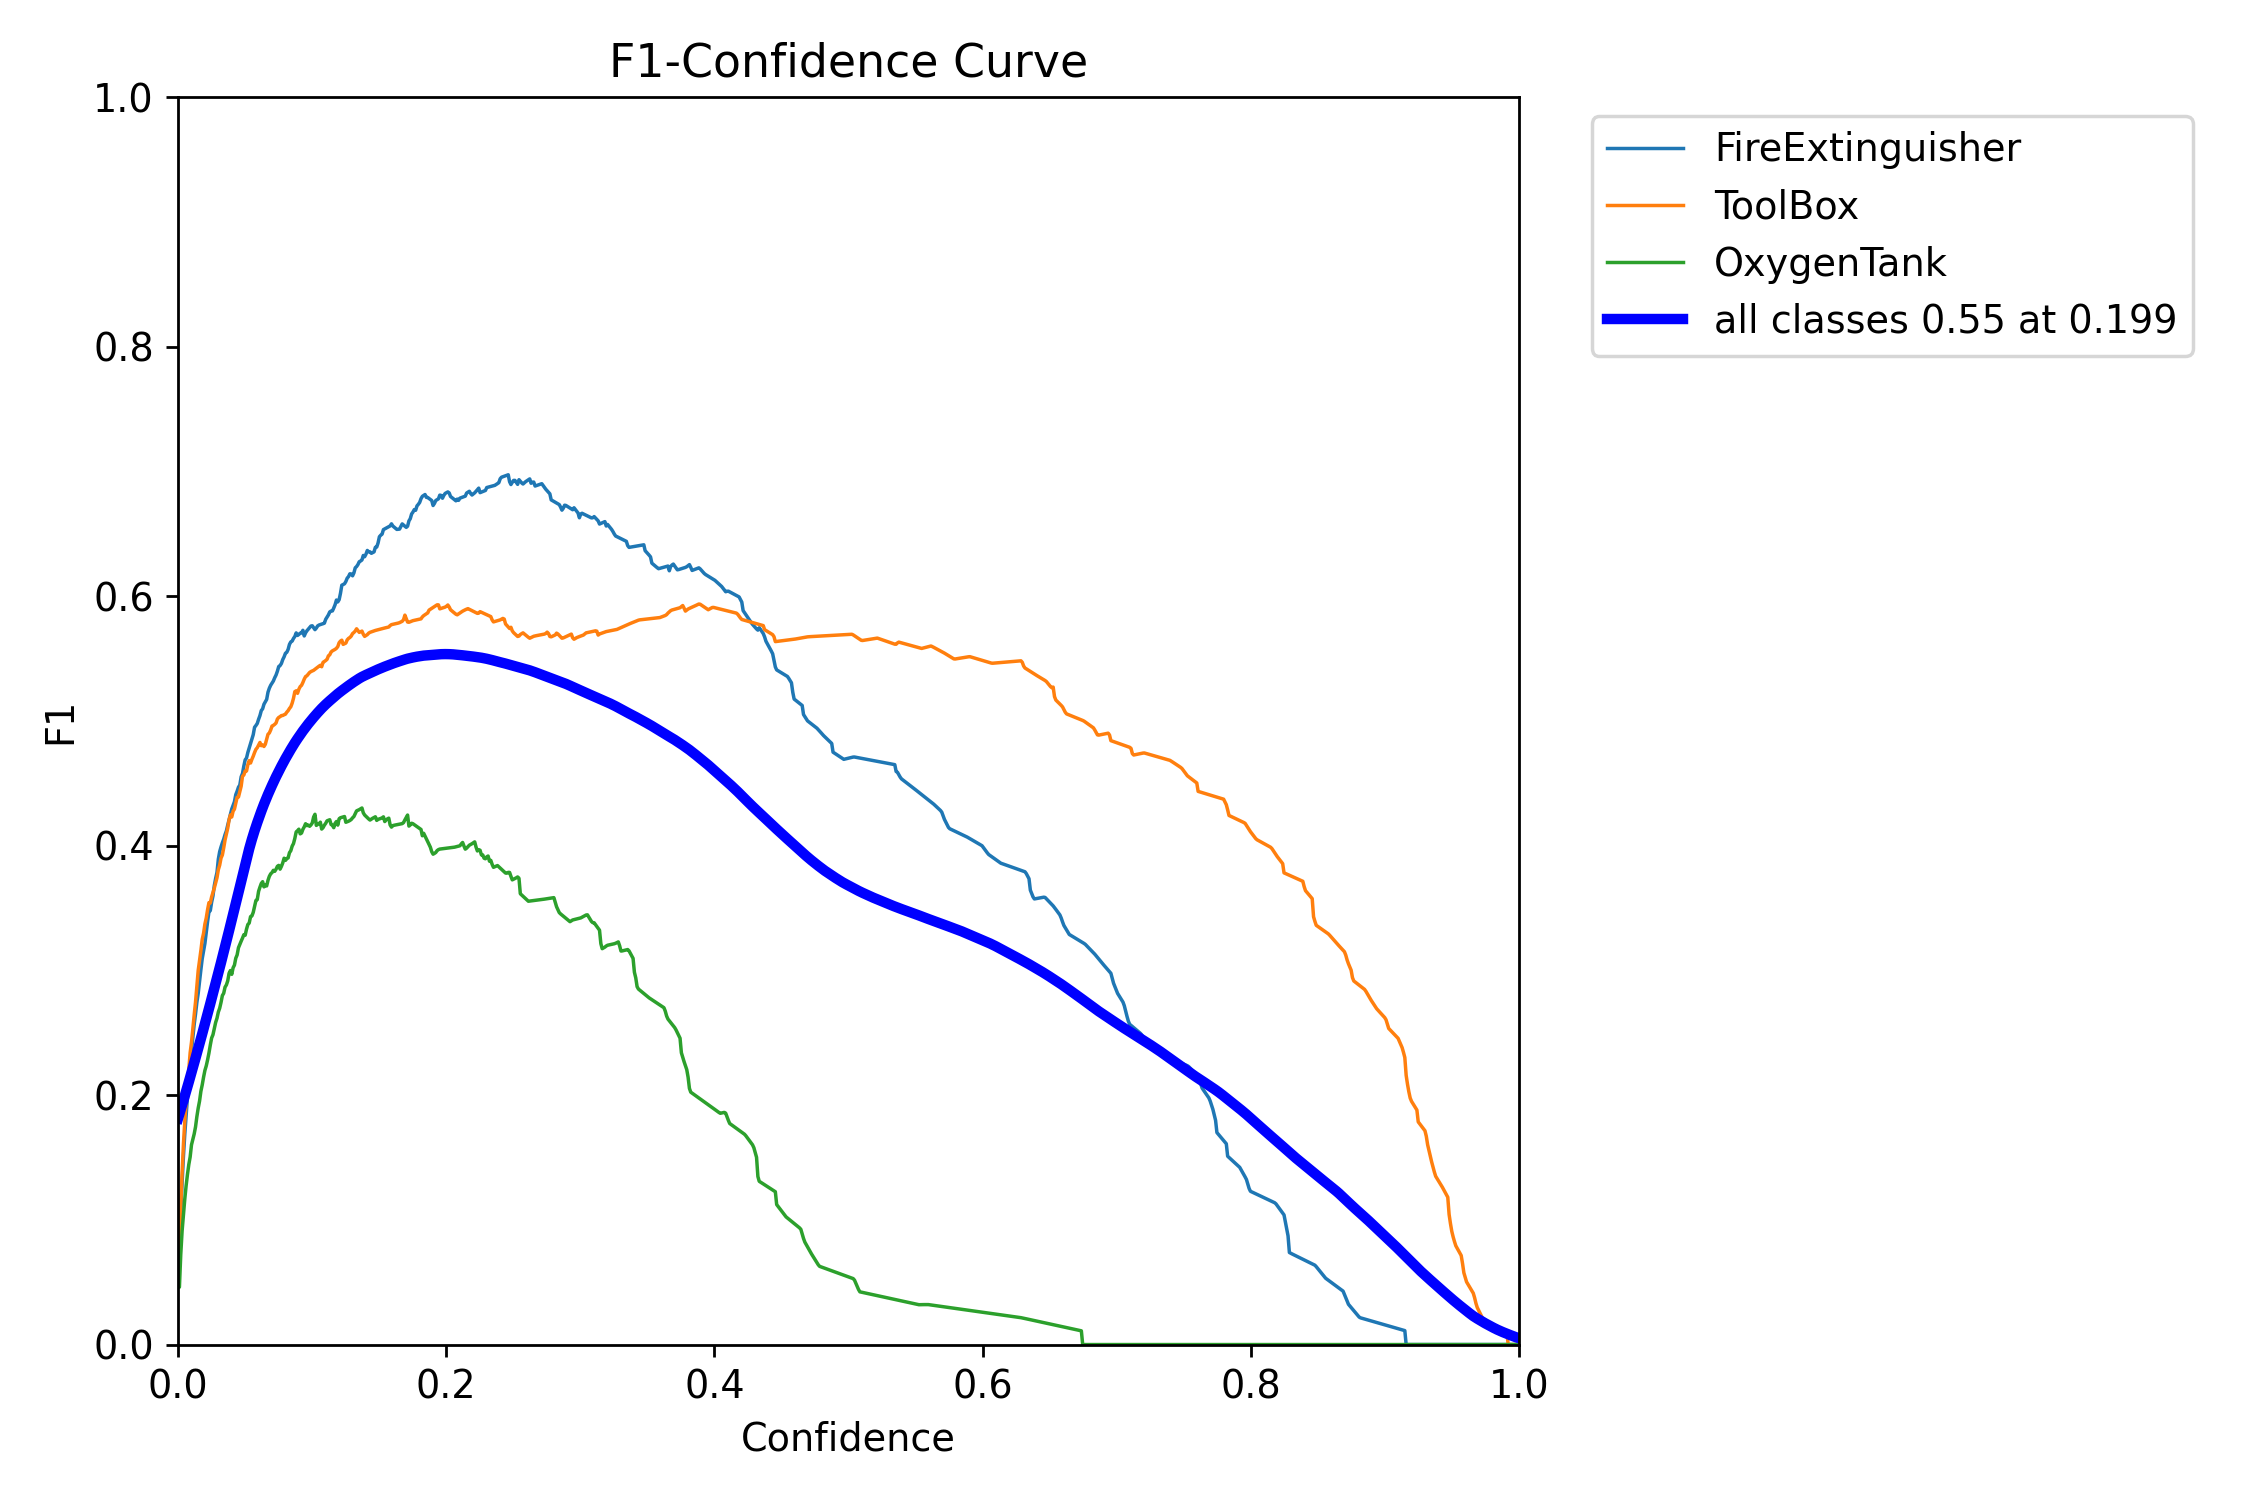 F1-Confidence Curve
1.0
0.8
0.6
0.4
0.2
0.0
F1
0.0 0.2 0.4 0.6 0.8 1.0
Confidence
FireExtinguisher
ToolBox
OxygenTank
all classes 0.55 at 0.199